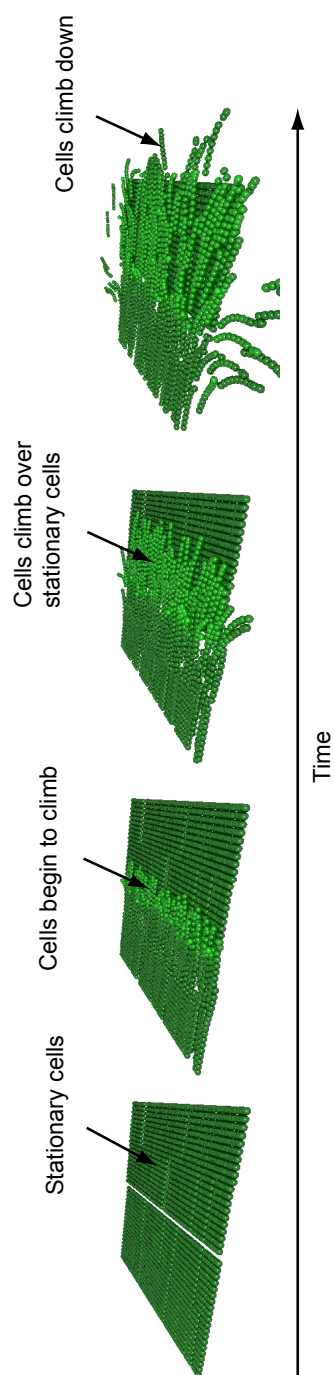 Stationary cells
Cells begin to climb
Cells climb over
stationary cells
Cells climb down
Time